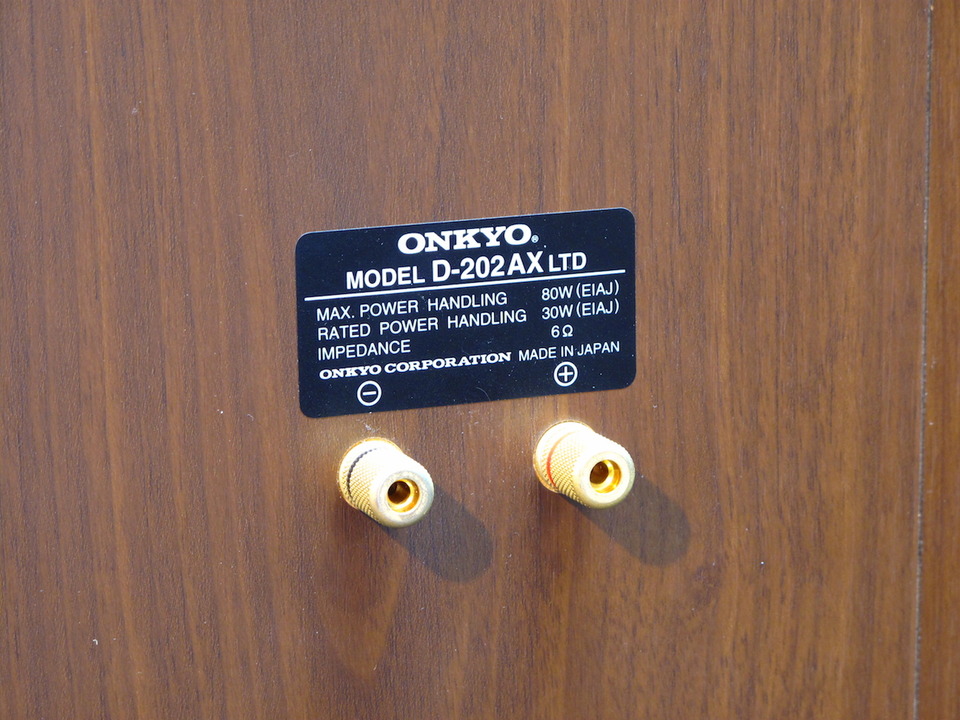 ONKYO®
MODEL D-202AX LTD
MAX. POWER HANDLING 80W (EIAJ)
RATED POWER HANDLING 30W (EIAJ)
IMPEDANCE 6Ω
ONKYO CORPORATION MADE IN JAPAN
⊖ ⊕